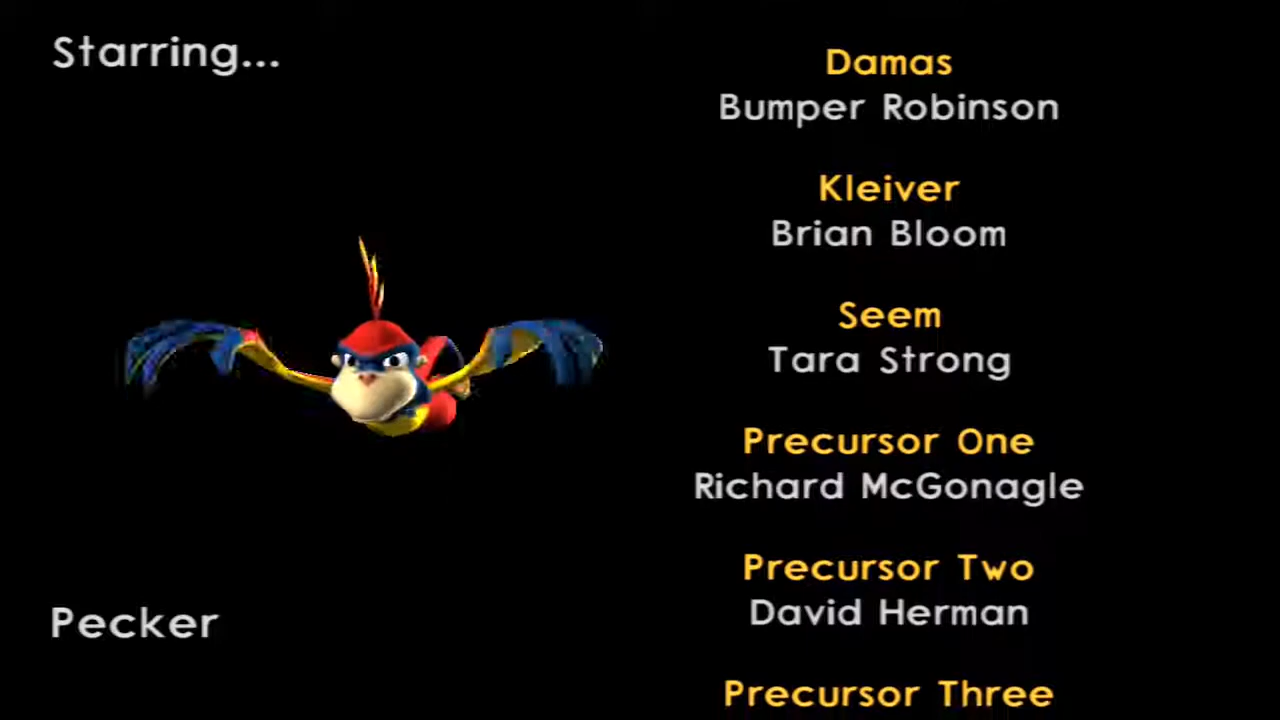 Starring...
Damas
Bumper Robinson
Kleiver
Brian Bloom
Seem
Tara Strong
Precursor One
Richard McGonagle
Precursor Two
David Herman
Precursor Three
Pecker